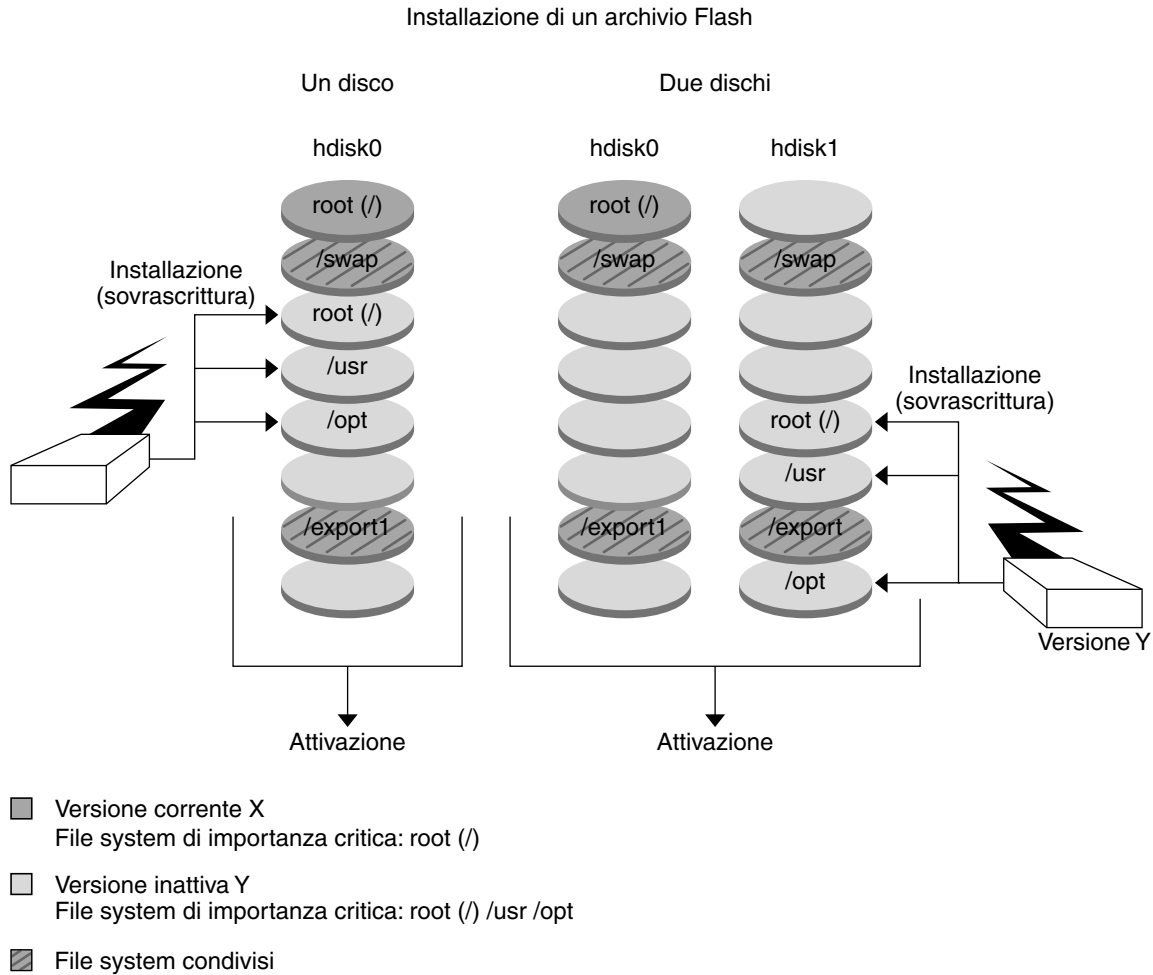 Installazione di un archivio Flash
Un disco
Due dischi
hdisk0
hdisk0
hdisk1
root (/)
/swap
root (/)
/usr
/opt
/export1
Installazione
(sovrascrittura)
root (/)
/swap
/export1
/swap
root (/)
/usr
/export
/opt
Installazione
(sovrascrittura)
Versione Y
Attivazione
Attivazione
Versione corrente X
File system di importanza critica: root (/)
Versione inattiva Y
File system di importanza critica: root (/) /usr /opt
File system condivisi